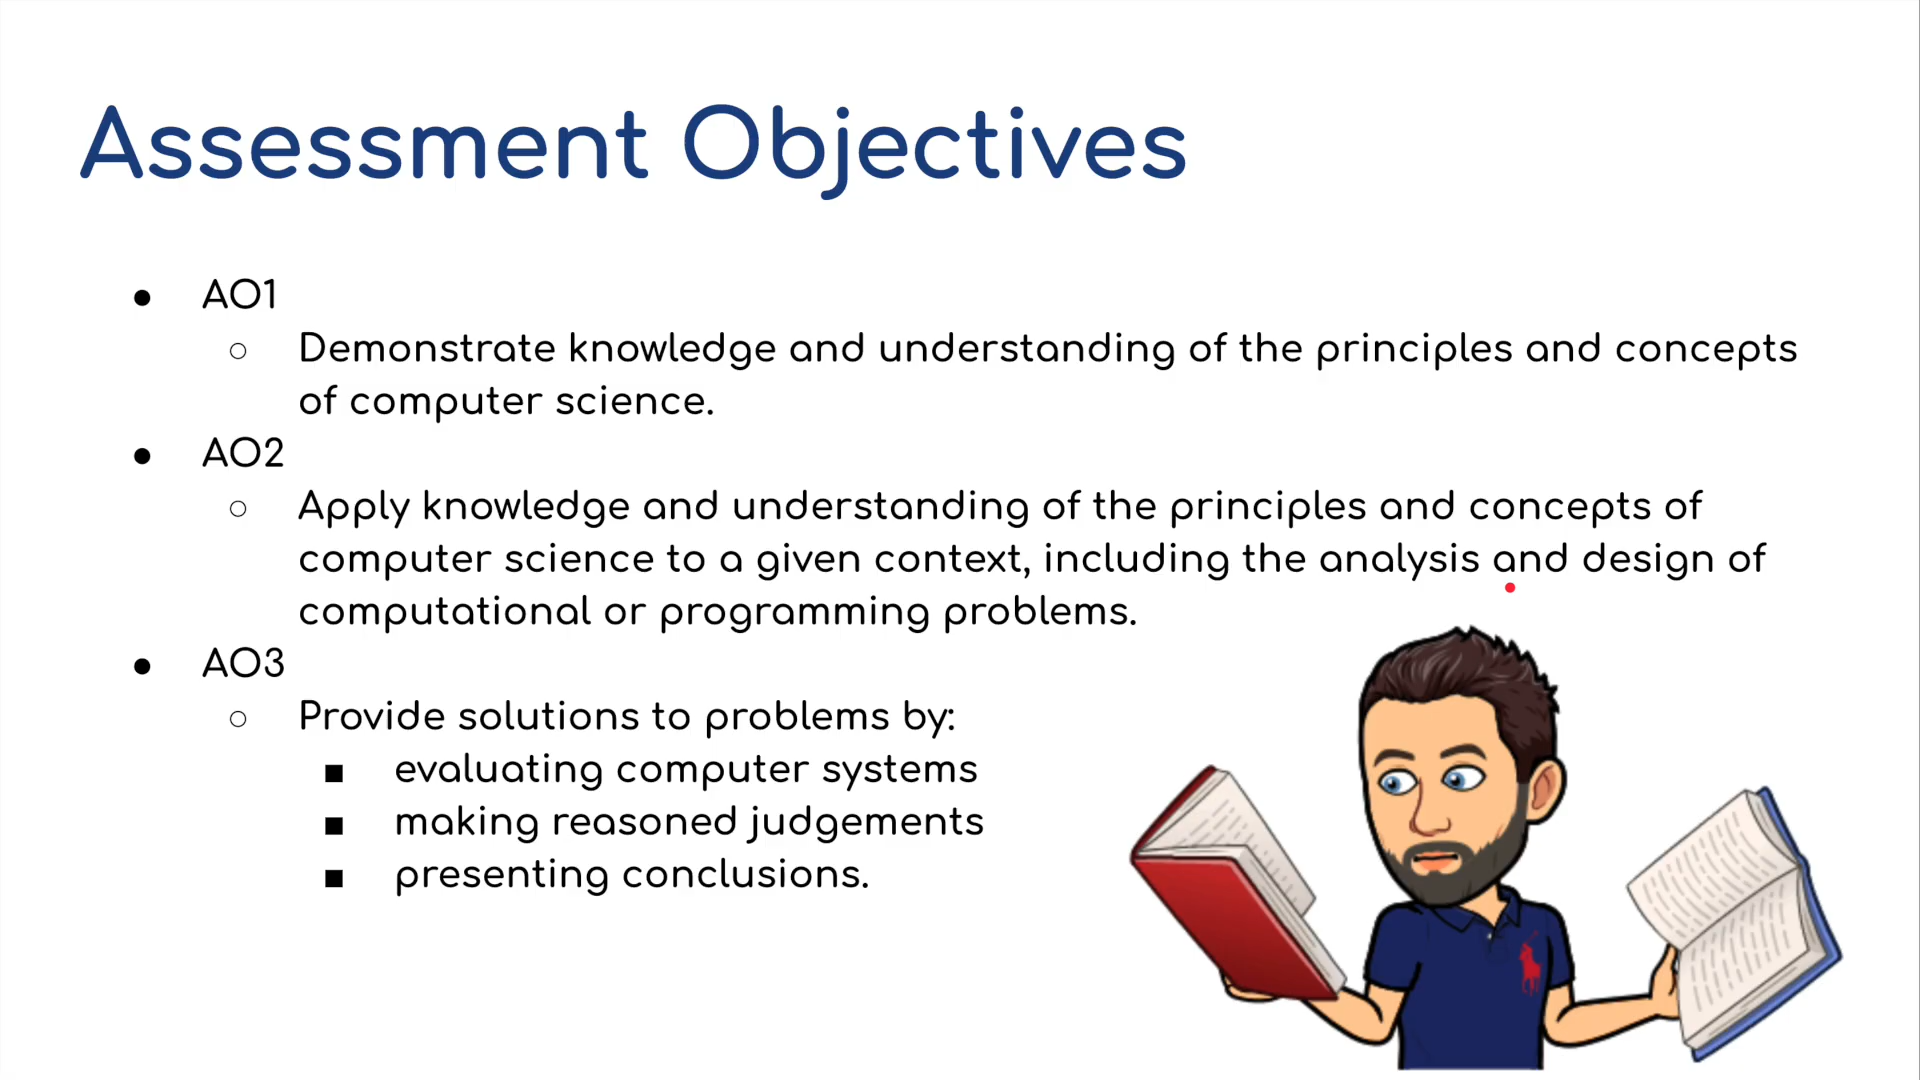 Assessment Objectives
● AO1
○ Demonstrate knowledge and understanding of the principles and concepts
of computer science.
● AO2
○ Apply knowledge and understanding of the principles and concepts of
computer science to a given context, including the analysis and design of
computational or programming problems.
● AO3
○ Provide solutions to problems by:
■ evaluating computer systems
■ making reasoned judgements
■ presenting conclusions.